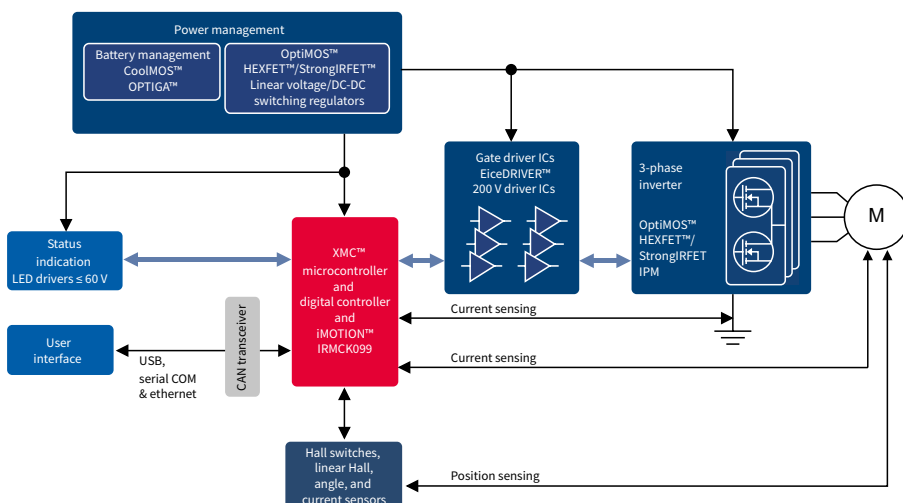 Power management
Battery management
CoolMOS™
OPTIGA™
OptiMOS™
HEXFET™/StrongIRFET™
Linear voltage/DC-DC
switching regulators
Gate driver ICs
EiceDRIVER™
200 V driver ICs
3-phase
inverter
OptiMOS™
HEXFET™/
StrongIRFET
IPM
M
Status
indication
LED drivers ≤ 60 V
XMC™
microcontroller
and
digital controller
and
iMOTION™
IRMCK099
Current sensing
User
interface
USB,
serial COM
& ethernet
CAN transceiver
Current sensing
Hall switches,
linear Hall,
angle, and
current sensors
Position sensing